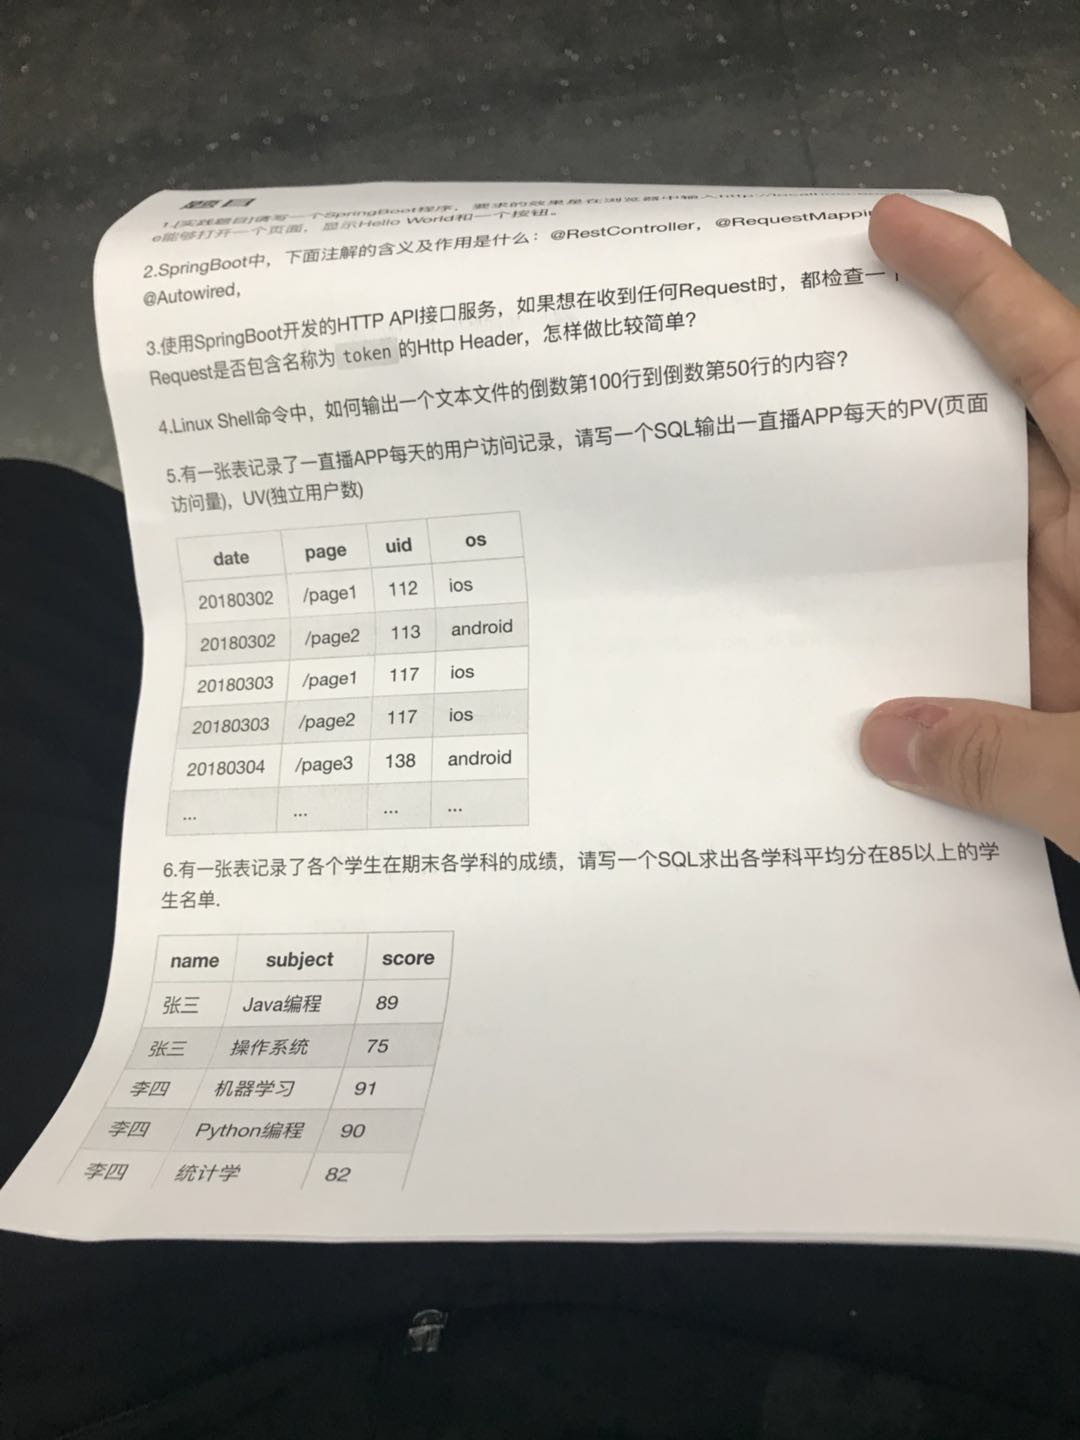 题目
1.[实践题目]请写一个SpringBoot程序，要求的效果是在浏览器中输入http://
e能够打开一个页面，显示Hello World和一个按钮。
2.SpringBoot中，下面注解的含义及作用是什么：@RestController，@RequestMappi
@Autowired,
3.使用SpringBoot开发的HTTP API接口服务，如果想在收到任何Request时，都检查一个
Request是否包含名称为 token 的Http Header，怎样做比较简单?
4.Linux Shell命令中，如何输出一个文本文件的倒数第100行到倒数第50行的内容?
5.有一张表记录了一直播APP每天的用户访问记录，请写一个SQL输出一直播APP每天的PV(页面
访问量)，UV(独立用户数)
date page uid os
20180302 /page1 112 ios
20180302 /page2 113 android
20180303 /page1 117 ios
20180303 /page2 117 ios
20180304 /page3 138 android
... ... ... ...
6.有一张表记录了各个学生在期末各学科的成绩，请写一个SQL求出各学科平均分在85以上的学
生名单.
name subject score
张三 Java编程 89
张三 操作系统 75
李四 机器学习 91
李四 Python编程 90
李四 统计学 82